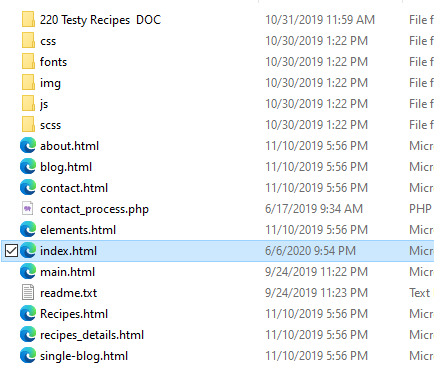 220 Testy Recipes  DOC 10/31/2019 11:59 AM File f
css 10/30/2019 1:22 PM File f
fonts 10/30/2019 1:22 PM File f
img 10/30/2019 1:22 PM File f
js 10/30/2019 1:22 PM File f
scss 10/30/2019 1:22 PM File f
about.html 11/10/2019 5:56 PM Micr
blog.html 11/10/2019 5:56 PM Micr
contact.html 11/10/2019 5:56 PM Micr
contact_process.php 6/17/2019 9:34 AM PHP
elements.html 11/10/2019 5:56 PM Micr
index.html 6/6/2020 9:54 PM Micr
main.html 9/24/2019 11:22 PM Micr
readme.txt 9/24/2019 11:23 PM Text
Recipes.html 11/10/2019 5:56 PM Micr
recipes_details.html 11/10/2019 5:56 PM Micr
single-blog.html 11/10/2019 5:56 PM Micr